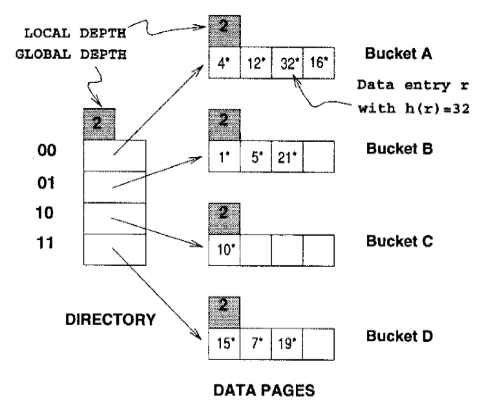 LOCAL DEPTH
GLOBAL DEPTH
2
4* 12* 32* 16*
Bucket A
Data entry r
with h(r)=32
2
00
01
10
11
2
1* 5* 21*
Bucket B
2
10*
Bucket C
2
15* 7* 19*
Bucket D
DIRECTORY
DATA PAGES